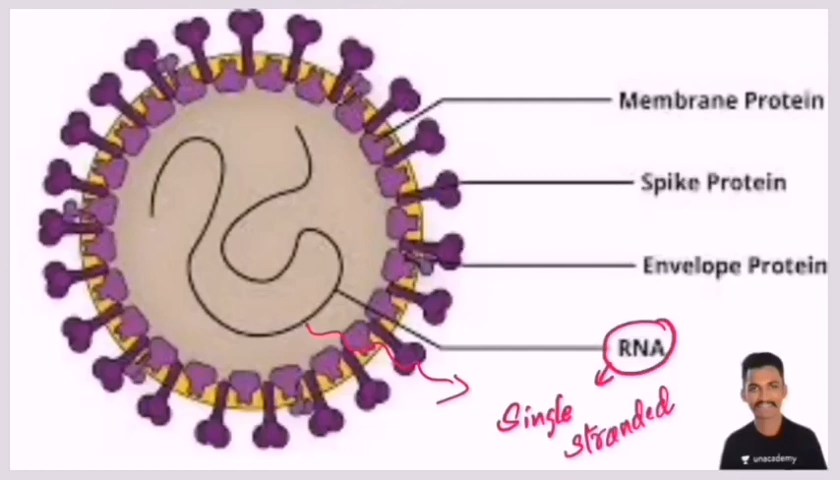 Membrane Protein
Spike Protein
Envelope Protein
RNA
Single
stranded
unacademy